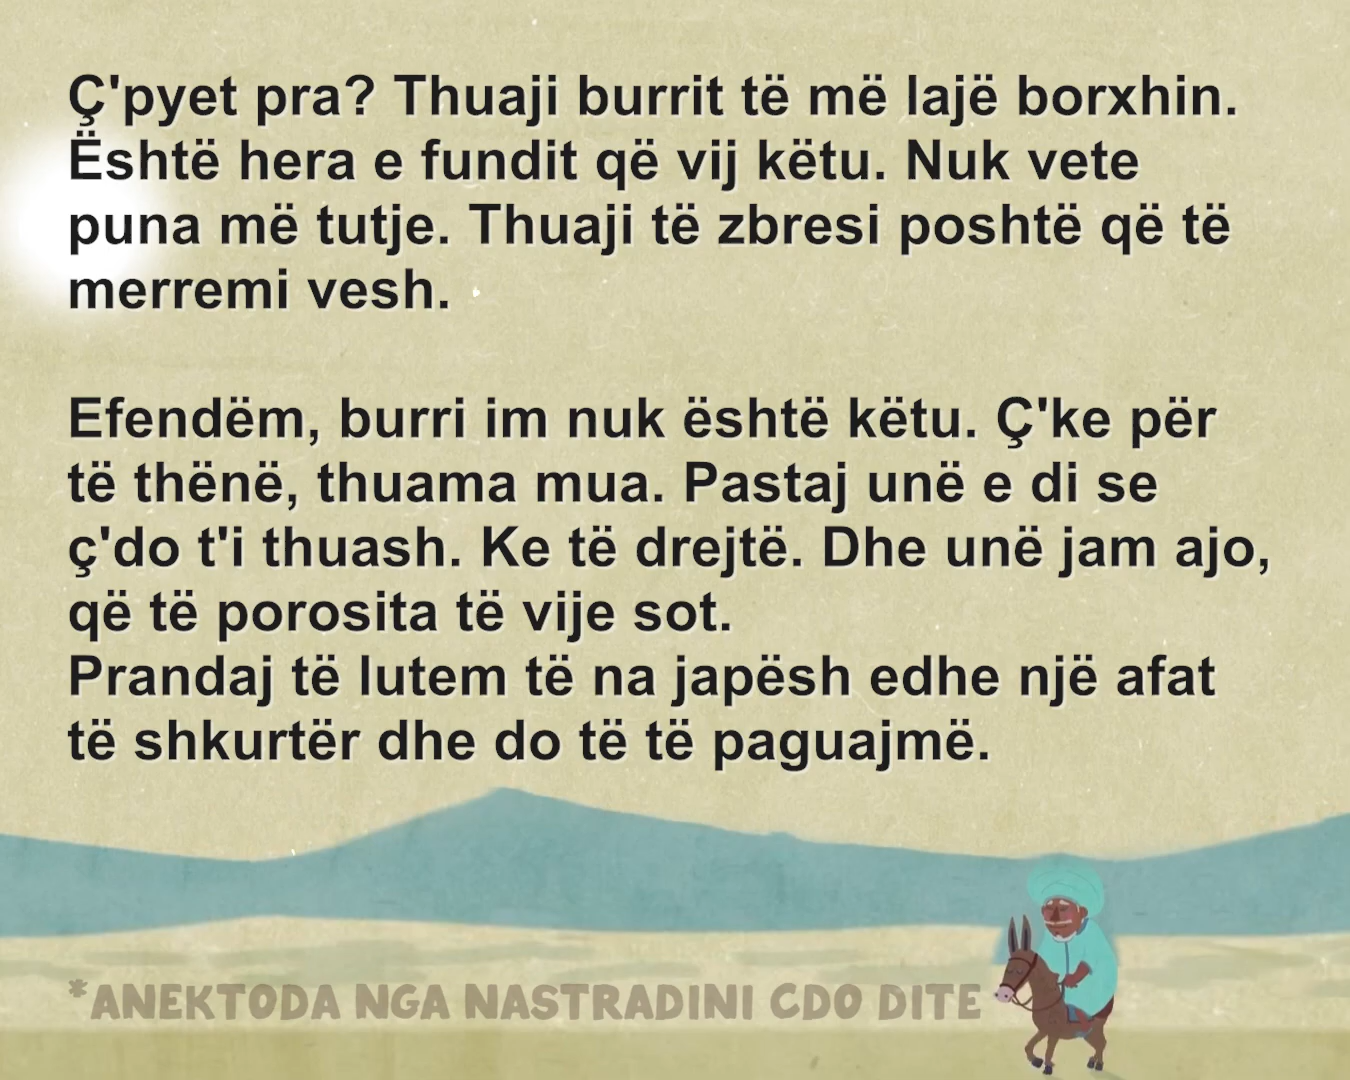 Ç'pyet pra? Thuaji burrit të më lajë borxhin.
Është hera e fundit që vij këtu. Nuk vete
puna më tutje. Thuaji të zbresi poshtë që të
merremi vesh.
Efendëm, burri im nuk është këtu. Ç'ke për
të thënë, thuama mua. Pastaj unë e di se
ç'do t'i thuash. Ke të drejtë. Dhe unë jam ajo,
që të porosita të vije sot.
Prandaj të lutem të na japësh edhe një afat
të shkurtër dhe do të të paguajmë.
*ANEKTODA NGA NASTRADINI CDO DITE